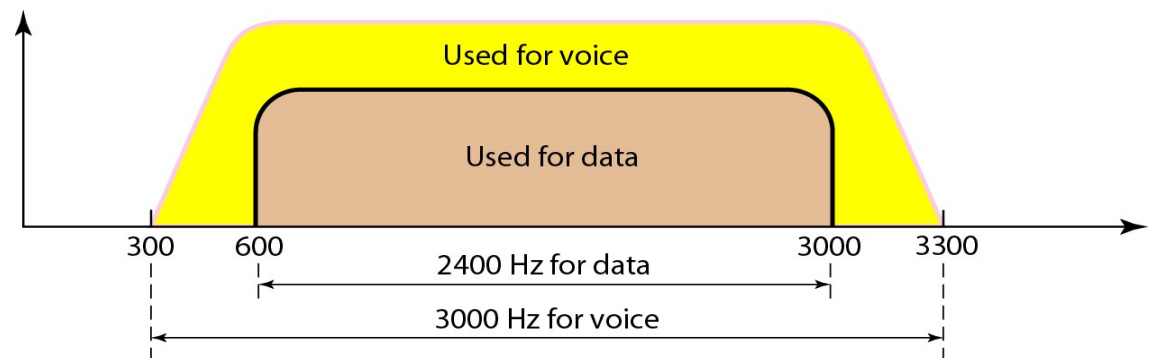 Used for voice
Used for data
300 600 3000 3300
2400 Hz for data
3000 Hz for voice